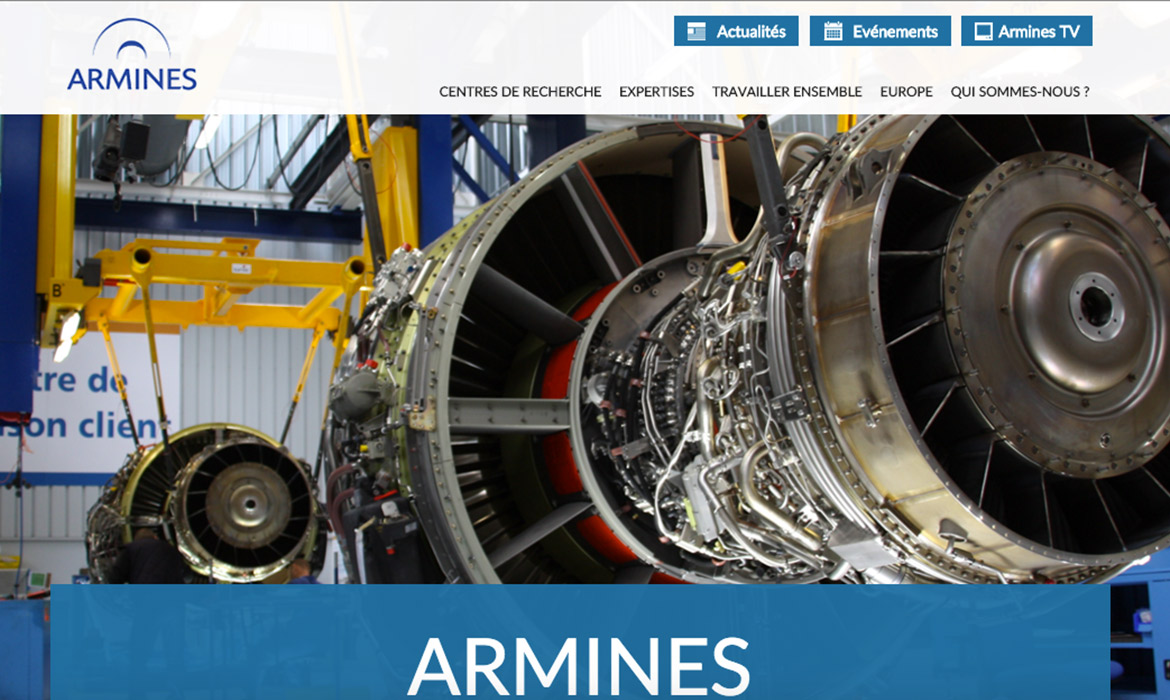 Actualités
Evénements
Armines TV
ARMINES
CENTRES DE RECHERCHE
EXPERTISES
TRAVAILLER ENSEMBLE
EUROPE
QUI SOMMES-NOUS ?
B
tre de
son client
ARMINES